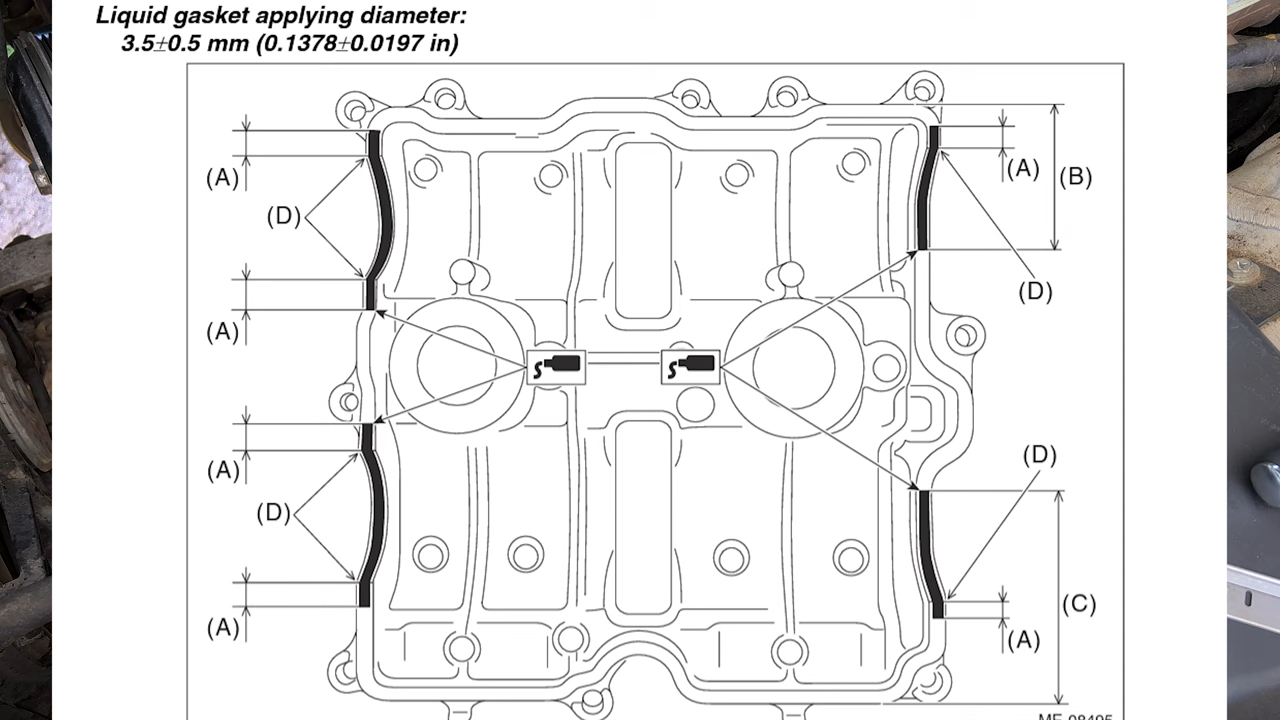 Liquid gasket applying diameter:
3.5±0.5 mm (0.1378±0.0197 in)
(A)
(A)
(B)
(D)
(D)
(A)
(A)
(D)
(D)
(C)
(A)
(A)